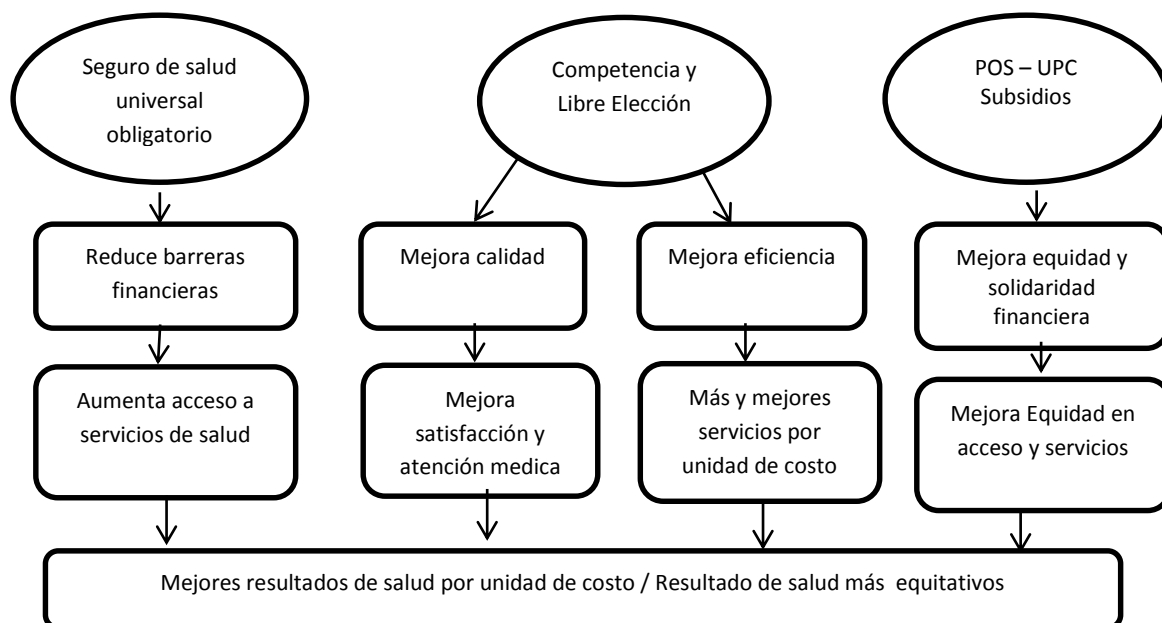 Seguro de salud
universal
obligatorio
Competencia y
Libre Elección
POS – UPC
Subsidios
Reduce barreras
financieras
Mejora calidad
Mejora eficiencia
Mejora equidad y
solidaridad
financiera
Aumenta acceso a
servicios de salud
Mejora
satisfacción y
atención medica
Más y mejores
servicios por
unidad de costo
Mejora Equidad en
acceso y servicios
Mejores resultados de salud por unidad de costo / Resultado de salud más equitativos